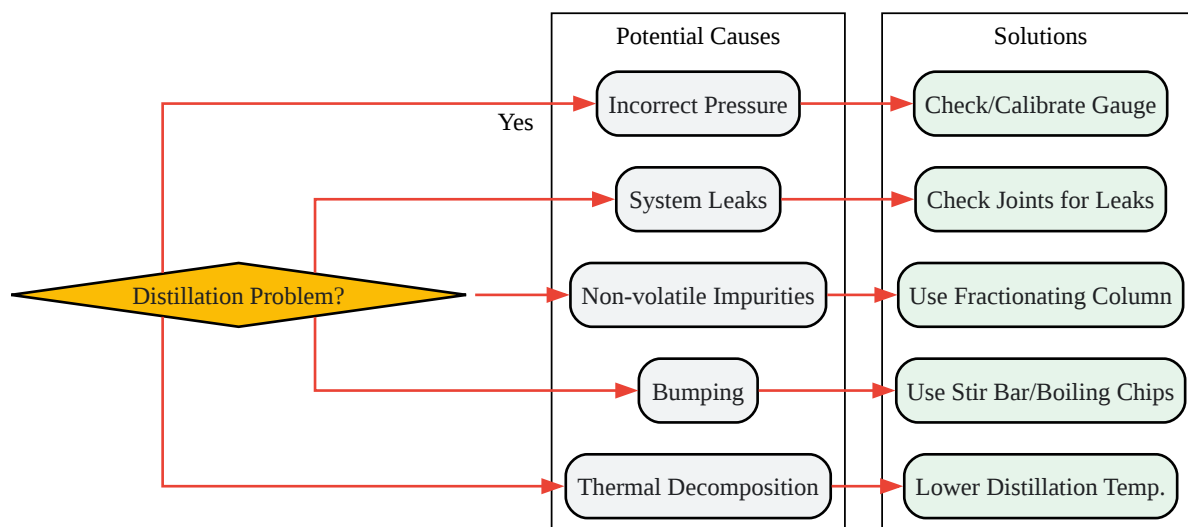 Potential Causes
Solutions
Incorrect Pressure
Check/Calibrate Gauge
Yes
System Leaks
Check Joints for Leaks
Distillation Problem?
Non-volatile Impurities
Use Fractionating Column
Bumping
Use Stir Bar/Boiling Chips
Thermal Decomposition
Lower Distillation Temp.